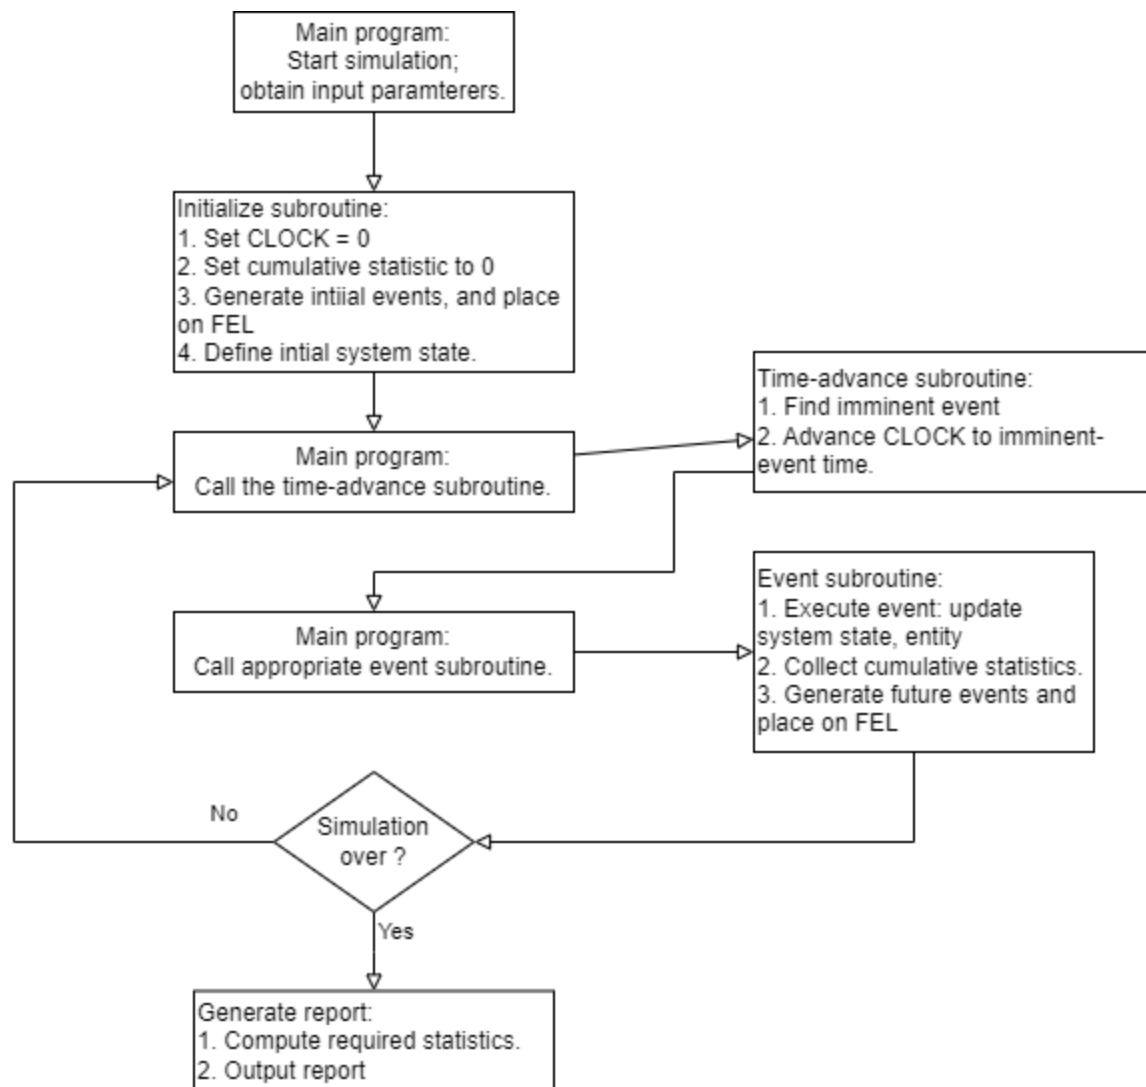 Main program:
Start simulation;
obtain input paramterers.
Initialize subroutine:
1. Set CLOCK = 0
2. Set cumulative statistic to 0
3. Generate intiial events, and place
on FEL
4. Define intial system state.
Main program:
Call the time-advance subroutine.
Time-advance subroutine:
1. Find imminent event
2. Advance CLOCK to imminent-
event time.
Main program:
Call appropriate event subroutine.
Event subroutine:
1. Execute event: update
system state, entity
2. Collect cumulative statistics.
3. Generate future events and
place on FEL
Simulation
over ?
No
Yes
Generate report:
1. Compute required statistics.
2. Output report